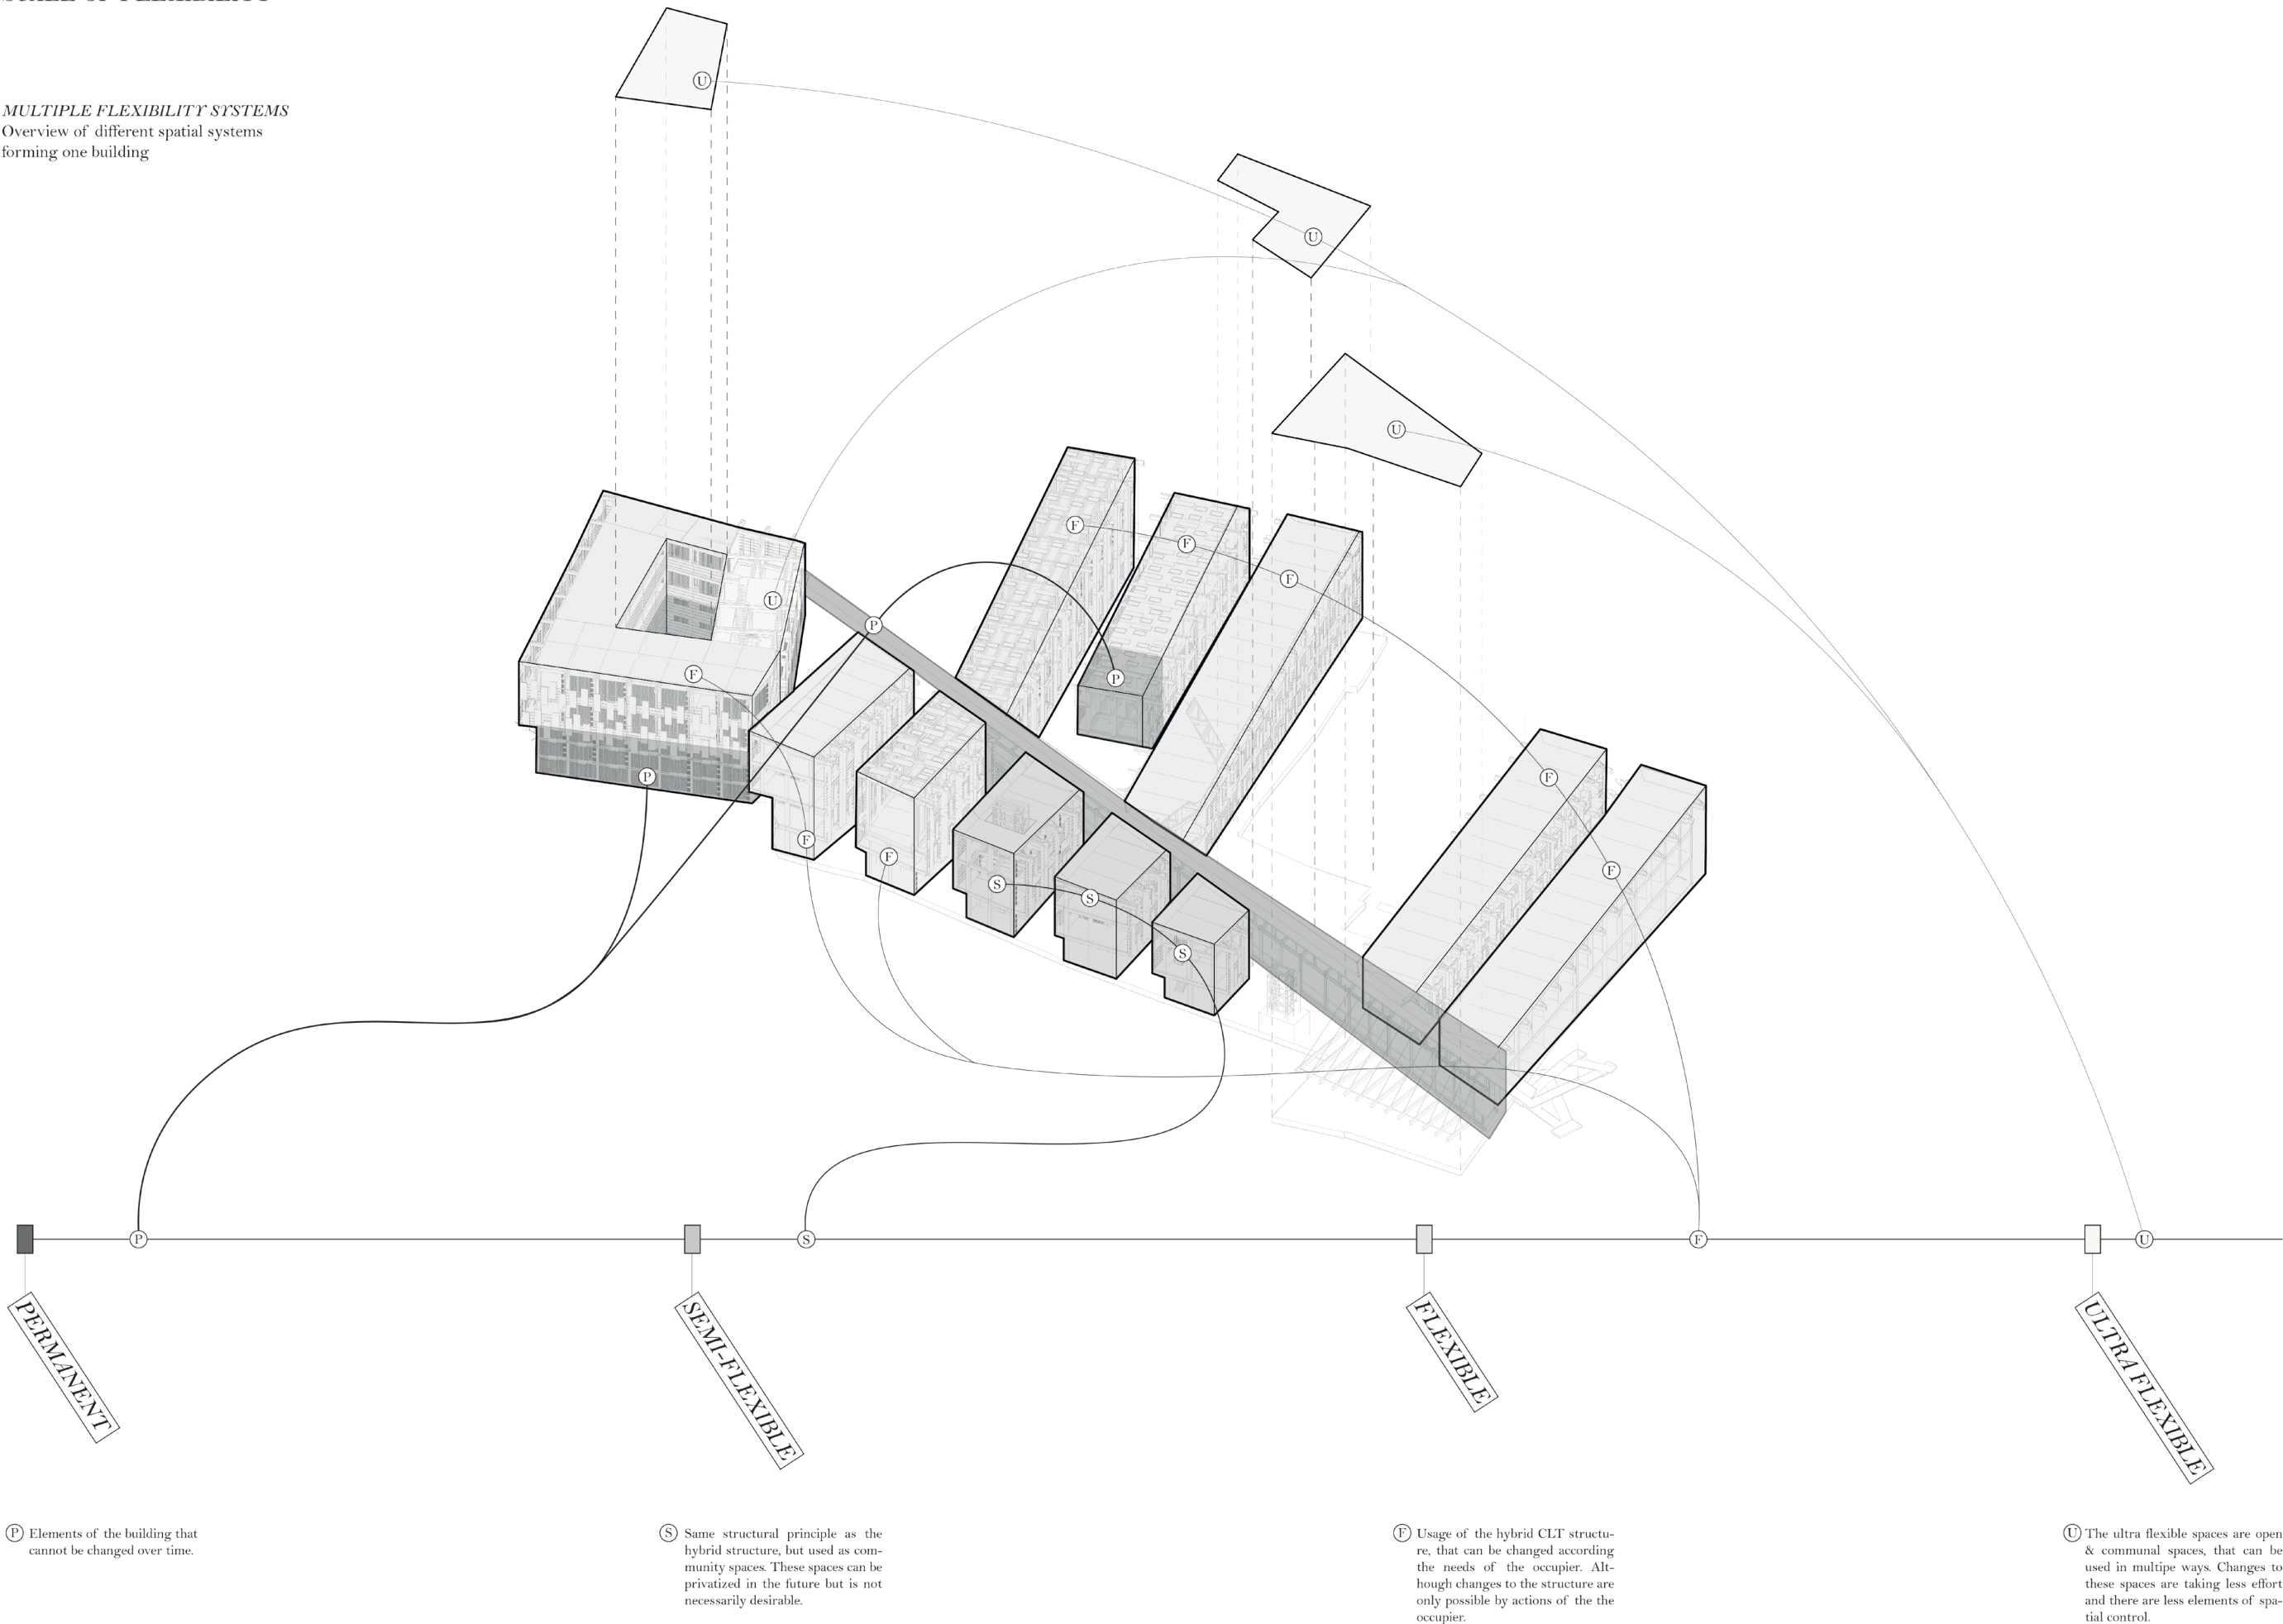 SCALE OF FLEXIBILITY
MULTIPLE FLEXIBILITY SYSTEMS
Overview of different spatial systems
forming one building
U
U
U
F
F
F
U
P
F
P
P
F
F
F
F
S
S
S
P
S
F
U
PERMANENT
SEMI-FLEXIBLE
FLEXIBLE
ULTRA FLEXIBLE
P Elements of the building that
cannot be changed over time.
S Same structural principle as the
hybrid structure, but used as com-
munity spaces. These spaces can be
privatized in the future but is not
necessarily desirable.
F Usage of the hybrid CLT structu-
re, that can be changed according
the needs of the occupier. Alt-
hough changes to the structure are
only possible by actions of the the
occupier.
U The ultra flexible spaces are open
& communal spaces, that can be
used in multipe ways. Changes to
these spaces are taking less effort
and there are less elements of spa-
tial control.